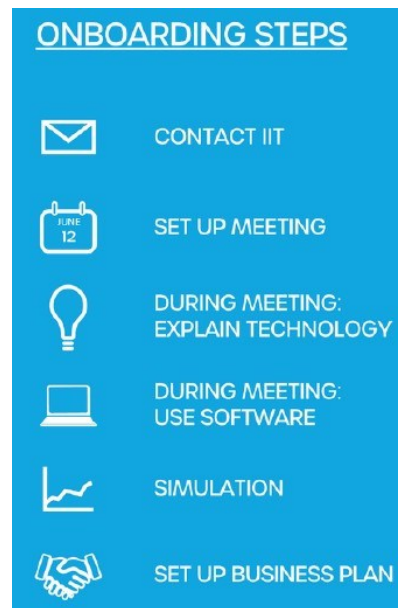 ONBOARDING STEPS
CONTACT IIT
JUNE
12
SET UP MEETING
DURING MEETING:
EXPLAIN TECHNOLOGY
DURING MEETING:
USE SOFTWARE
SIMULATION
SET UP BUSINESS PLAN